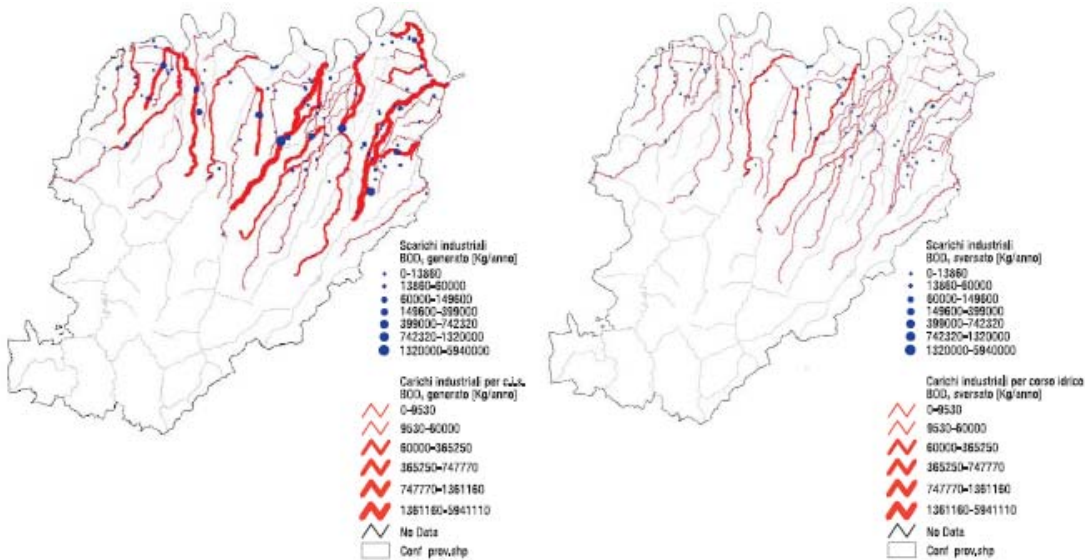 Scarichi industriali
BOD₅ generato (Kg/anno)
0-13860
13860-60000
60000-149600
149600-399000
399000-742320
742320-1320000
1320000-5940000
Carichi industriali per c.i.s.
BOD₅ generato (Kg/anno)
0-9530
9530-60000
60000-365250
365250-747770
747770-1361160
1361160-5941110
No Data
Conf prov.shp
Scarichi industriali
BOD₅ sversato (Kg/anno)
0-13860
13860-60000
60000-149600
149600-399000
399000-742320
742320-1320000
1320000-5940000
Carichi industriali per corso idrico
BOD₅ sversato (Kg/anno)
0-9530
9530-60000
60000-365250
365250-747770
747770-1361160
1361160-5941110
No Data
Conf prov.shp